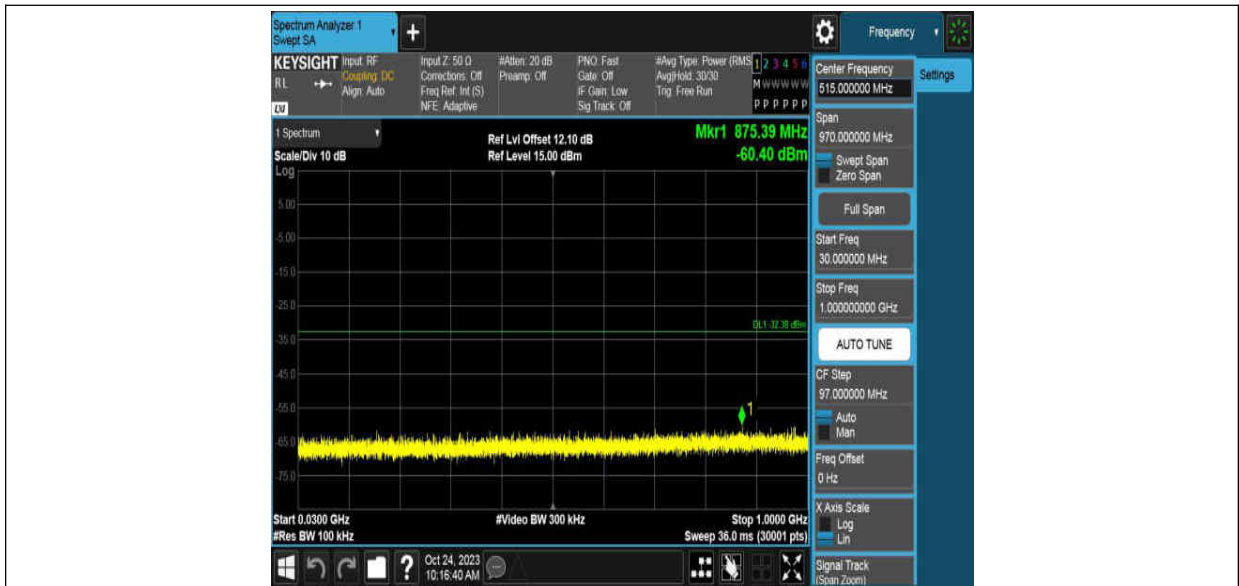 Spectrum Analyzer 1
Swept SA
+
Frequency
KEYSIGHT
RL
LXI
Input: RF
Coupling: DC
Align: Auto
Input Z: 50 Ω
Corrections: Off
Freq Ref: Int (S)
NFE: Adaptive
#Atten: 20 dB
Preamp: Off
PNO: Fast
Gate: Off
IF Gain: Low
Sig Track: Off
#Avg Type: Power (RMS
Avg|Hold: 30/30
Trig: Free Run
1 2 3 4 5 6
M W W W W W
P P P P P P
1 Spectrum
Scale/Div 10 dB
Log
Ref Lvl Offset 12.10 dB
Ref Level 15.00 dBm
Mkr1 875.39 MHz
-60.40 dBm
5.00
-5.00
-15.0
-25.0
DL1 -32.38 dBm
-35.0
-45.0
-55.0
1
-65.0
-75.0
Start 0.0300 GHz
#Res BW 100 kHz
#Video BW 300 kHz
Stop 1.0000 GHz
Sweep 36.0 ms (30001 pts)
?
Oct 24, 2023
10:16:40 AM
Center Frequency
515.000000 MHz
Settings
Span
970.000000 MHz
Swept Span
Zero Span
Full Span
Start Freq
30.000000 MHz
Stop Freq
1.000000000 GHz
AUTO TUNE
CF Step
97.000000 MHz
Auto
Man
Freq Offset
0 Hz
X Axis Scale
Log
Lin
Signal Track
(Span Zoom)